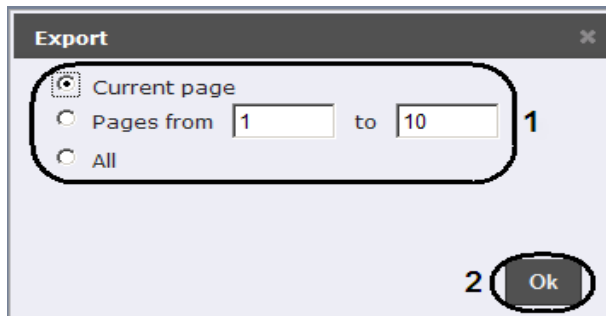 Export
Current page
Pages from 1 to 10 1
All
2 Ok